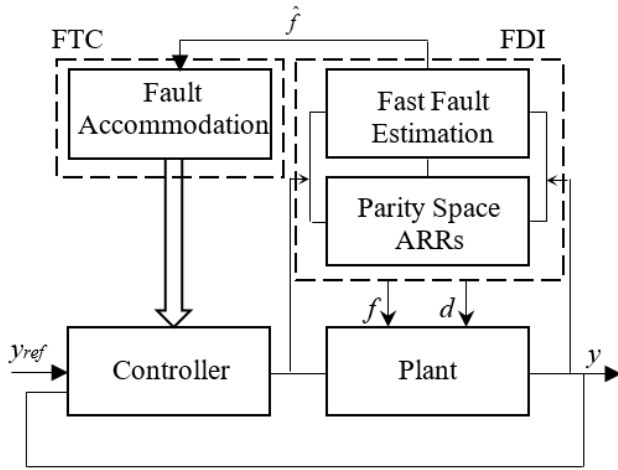 f̂
FTC
FDI
Fault
Accommodation
Fast Fault
Estimation
Parity Space
ARRs
f
d
yref
Controller
Plant
y